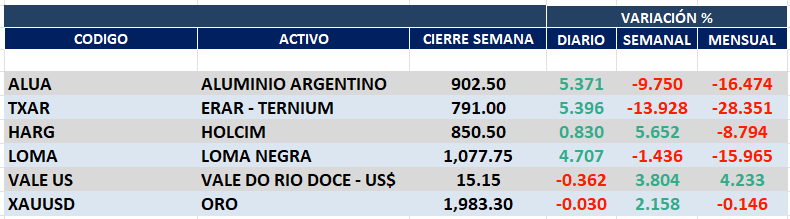 VARIACIÓN %
CODIGO ACTIVO CIERRE SEMANA DIARIO SEMANAL MENSUAL
ALUA ALUMINIO ARGENTINO 902.50 5.371 -9.750 -16.474
TXAR ERAR - TERNIUM 791.00 5.396 -13.928 -28.351
HARG HOLCIM 850.50 0.830 5.652 -8.794
LOMA LOMA NEGRA 1,077.75 4.707 -1.436 -15.965
VALE US VALE DO RIO DOCE - US$ 15.15 -0.362 3.804 4.233
XAUUSD ORO 1,983.30 -0.030 2.158 -0.146